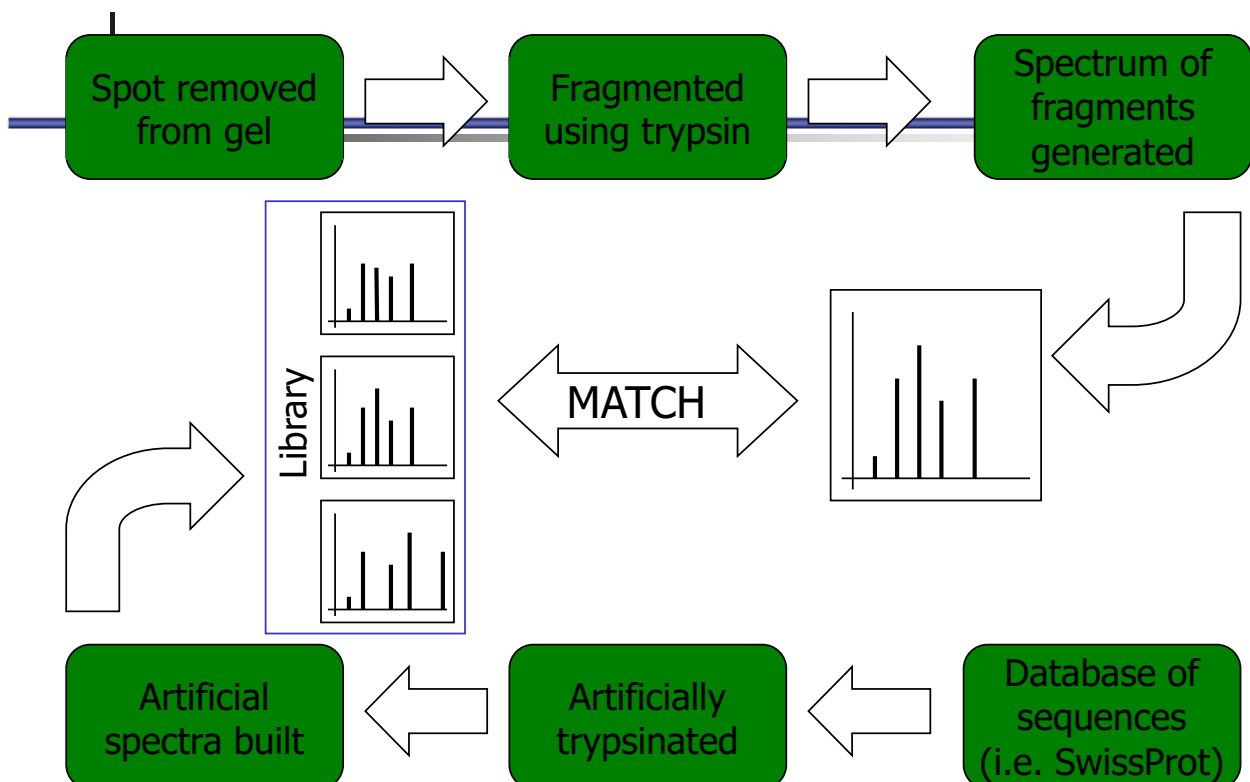 Spot removed
from gel
Fragmented
using trypsin
Spectrum of
fragments
generated
Library
MATCH
Artificial
spectra built
Artificially
trypsinated
Database of
sequences
(i.e. SwissProt)